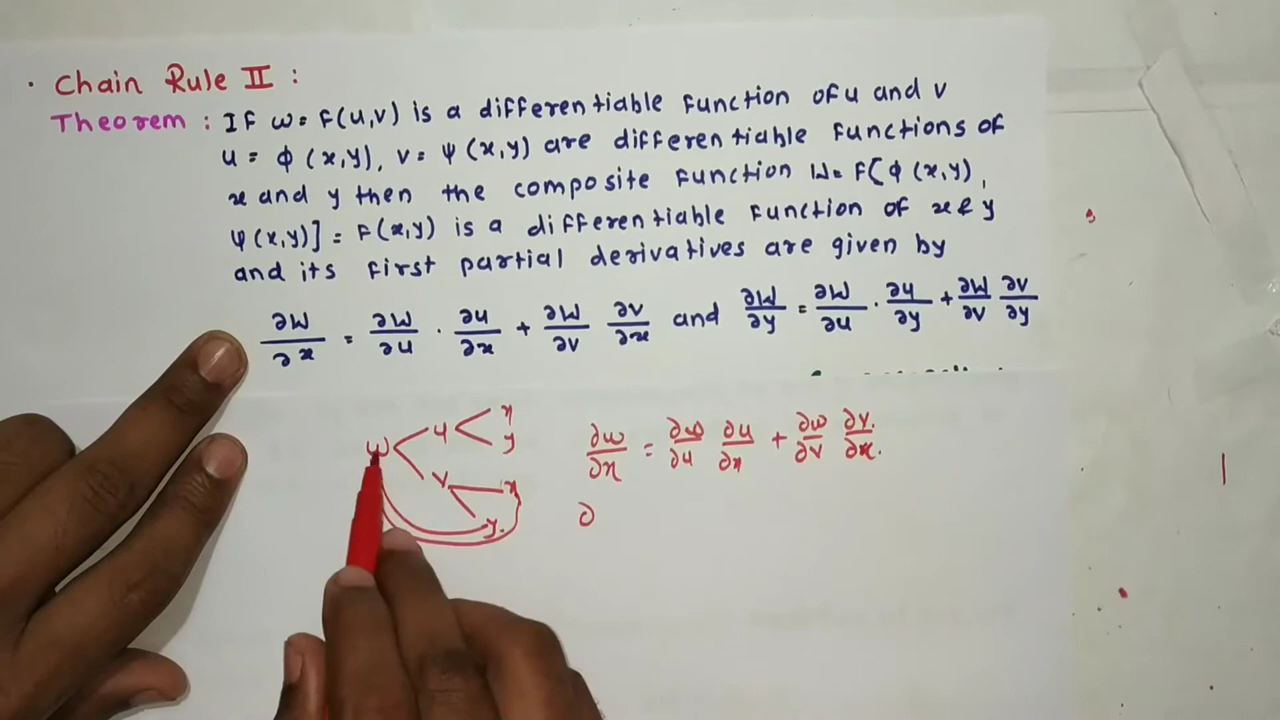 · Chain Rule II :
Theorem : IF w = F(u,v) is a differentiable function of u and v
u = ϕ (x,y), v = ψ (x,y) are differentiable functions of
x and y then the composite function W = F[ϕ (x,y),
ψ(x,y)] = F(x,y) is a differentiable function of x & y
and its first partial derivatives are given by
∂W/∂x = ∂W/∂u · ∂u/∂x + ∂W/∂v ∂v/∂x and ∂W/∂y = ∂W/∂u · ∂u/∂y + ∂W/∂v ∂v/∂y
w u x y v x y.
∂w/∂x = ∂w/∂u ∂u/∂x + ∂w/∂v ∂v/∂x.
∂